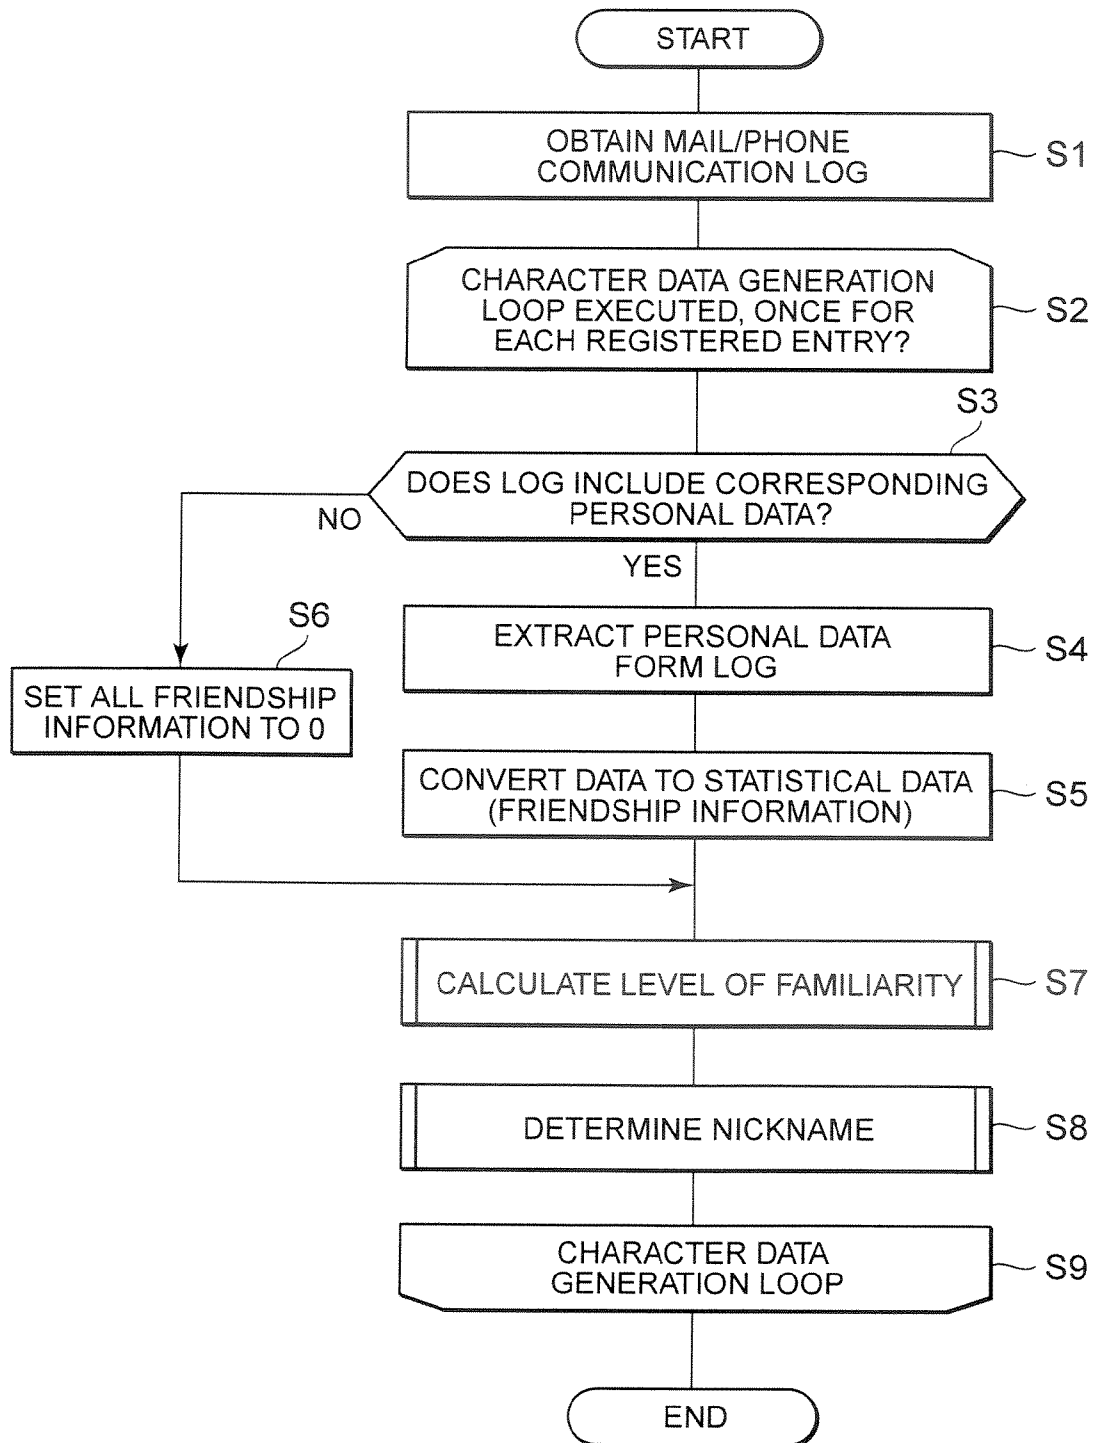 START
OBTAIN MAIL/PHONE
COMMUNICATION LOG
S1
CHARACTER DATA GENERATION
LOOP EXECUTED, ONCE FOR
EACH REGISTERED ENTRY?
S2
S3
DOES LOG INCLUDE CORRESPONDING
PERSONAL DATA?
NO
YES
S6
SET ALL FRIENDSHIP
INFORMATION TO 0
EXTRACT PERSONAL DATA
FORM LOG
S4
CONVERT DATA TO STATISTICAL DATA
(FRIENDSHIP INFORMATION)
S5
CALCULATE LEVEL OF FAMILIARITY
S7
DETERMINE NICKNAME
S8
CHARACTER DATA
GENERATION LOOP
S9
END